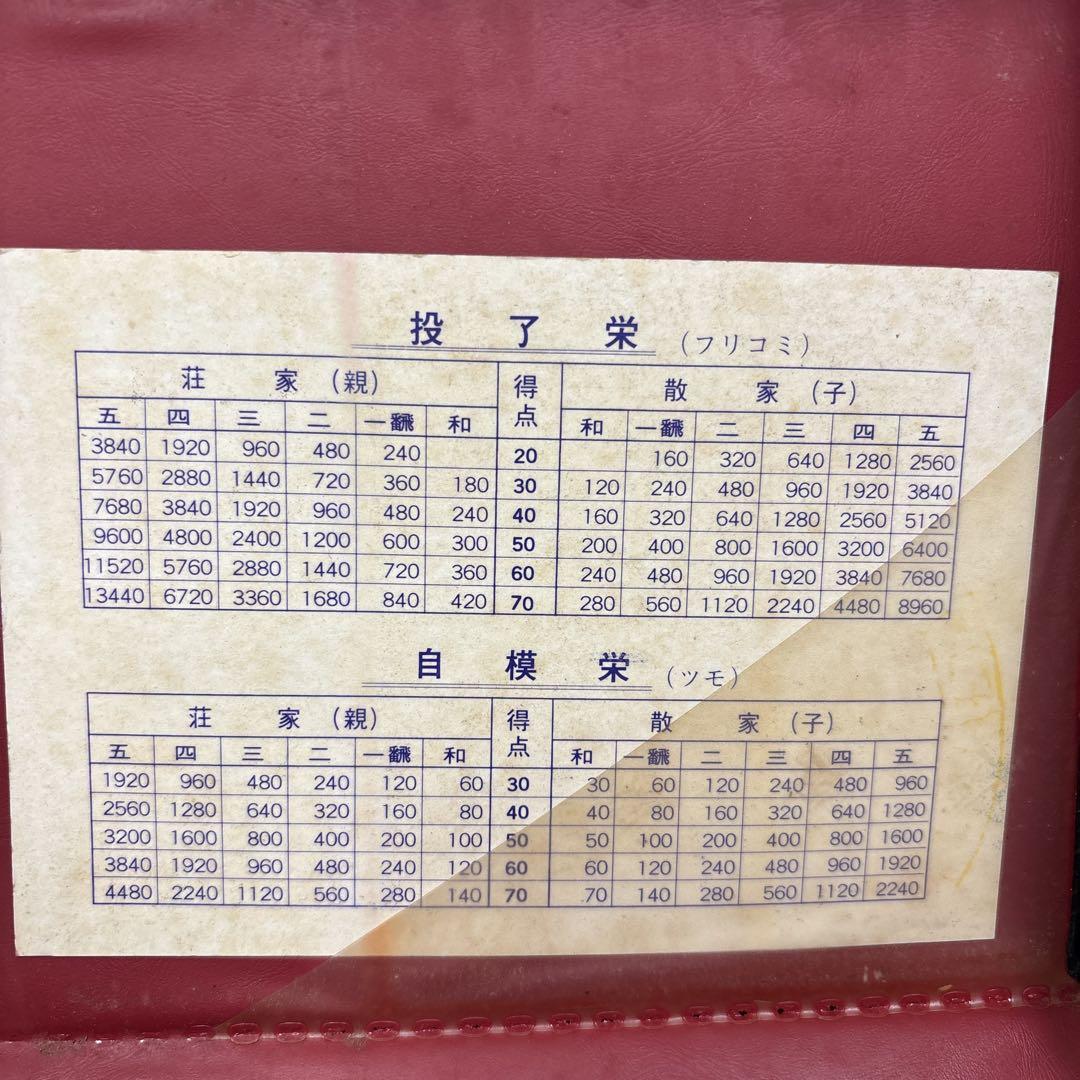 投了栄 (フリコミ)
荘家(親) 得点 散家(子)
五 四 三 二 一飜 和 和 一飜 二 三 四 五
3840 1920 960 480 240 20 160 320 640 1280 2560
5760 2880 1440 720 360 180 30 120 240 480 960 1920 3840
7680 3840 1920 960 480 240 40 160 320 640 1280 2560 5120
9600 4800 2400 1200 600 300 50 200 400 800 1600 3200 6400
11520 5760 2880 1440 720 360 60 240 480 960 1920 3840 7680
13440 6720 3360 1680 840 420 70 280 560 1120 2240 4480 8960
自模栄 (ツモ)
荘家(親) 得点 散家(子)
五 四 三 二 一飜 和 和 一飜 二 三 四 五
1920 960 480 240 120 60 30 30 60 120 240 480 960
2560 1280 640 320 160 80 40 40 80 160 320 640 1280
3200 1600 800 400 200 100 50 50 100 200 400 800 1600
3840 1920 960 480 240 120 60 60 120 240 480 960 1920
4480 2240 1120 560 280 140 70 70 140 280 560 1120 2240